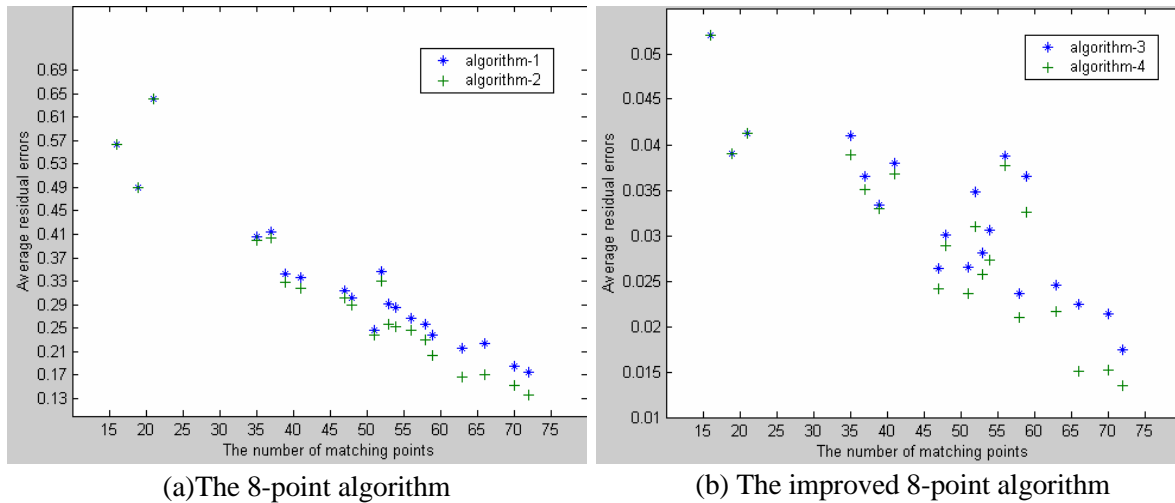 Average residual errors
0.69
0.65
0.61
0.57
0.53
0.49
0.45
0.41
0.37
0.33
0.29
0.25
0.21
0.17
0.13
algorithm-1
algorithm-2
15 20 25 30 35 40 45 50 55 60 65 70 75
The number of matching points
(a)The 8-point algorithm
Average residual errors
0.05
0.045
0.04
0.035
0.03
0.025
0.02
0.015
0.01
algorithm-3
algorithm-4
15 20 25 30 35 40 45 50 55 60 65 70 75
The number of matching points
(b) The improved 8-point algorithm